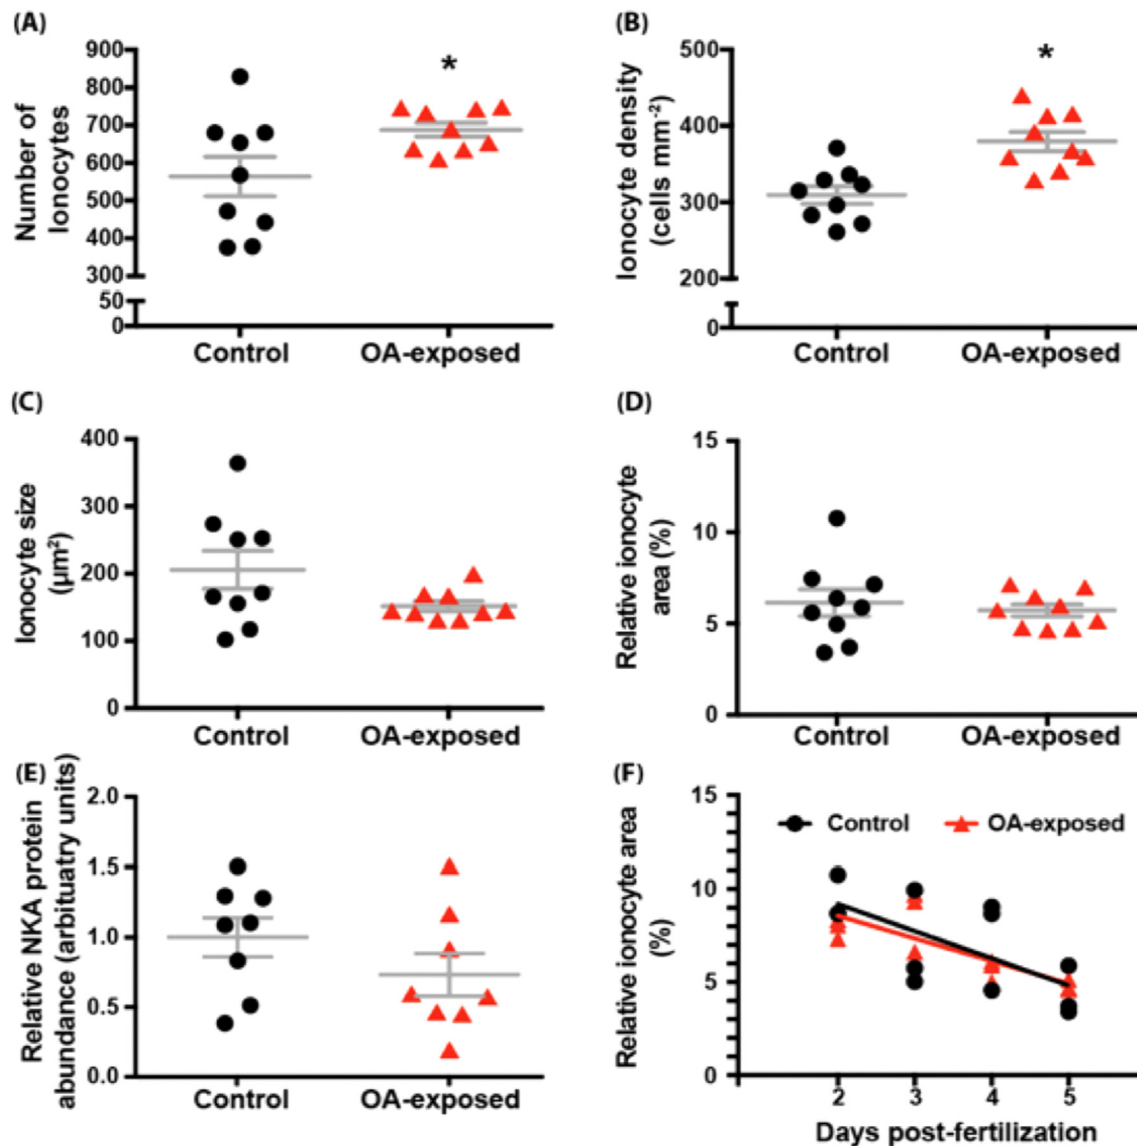 (A)
Number of
Ionocytes
900
800
700
600
500
400
300
50
0
*
Control
OA-exposed
(B)
Ionocyte density
(cells mm-2)
500
400
300
200
0
*
Control
OA-exposed
(C)
Ionocyte size
(µm²)
400
300
200
100
0
Control
OA-exposed
(D)
Relative ionocyte
area (%)
15
10
5
0
Control
OA-exposed
(E)
Relative NKA protein
abundance (arbituatry units)
2.0
1.5
1.0
0.5
0.0
Control
OA-exposed
(F)
Relative ionocyte area
(%)
15
10
5
0
Control OA-exposed
2 3 4 5
Days post-fertilization